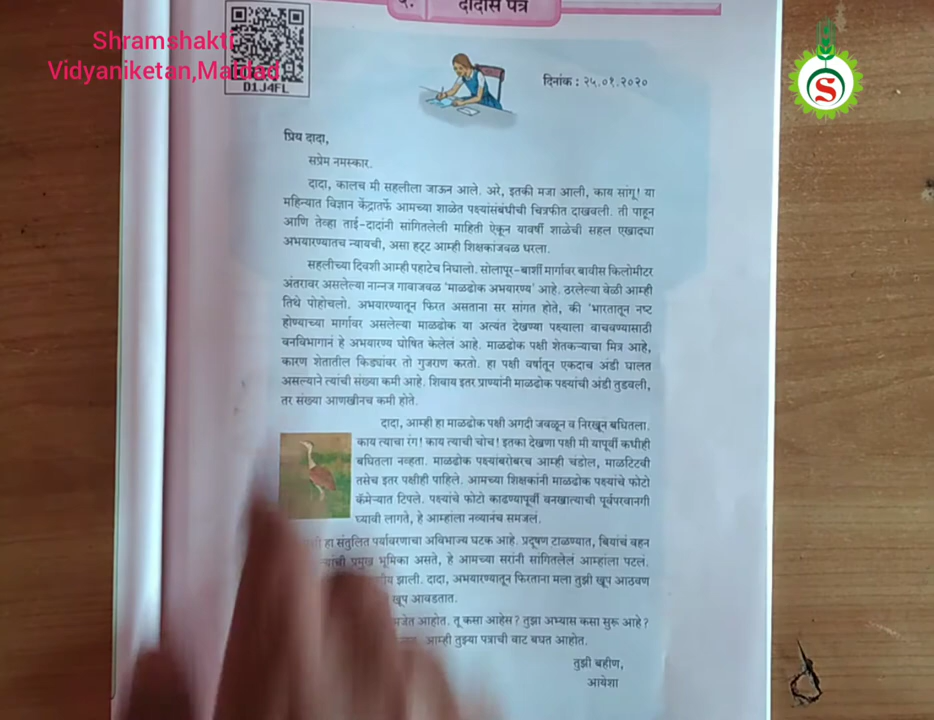 ५. दादास पत्र
Shramshakti
Vidyaniketan,Maldad
D1J4FL
S
दिनांक : २५.०१.२०२०
प्रिय दादा,
सप्रेम नमस्कार.
दादा, कालच मी सहलीला जाऊन आले. अरे, इतकी मजा आली, काय सांगू! या
महिन्यात विज्ञान केंद्रातर्फे आमच्या शाळेत पक्ष्यांसंबंधीची चित्रफीत दाखवली. ती पाहून
आणि तेव्हा ताई-दादांनी सांगितलेली माहिती ऐकून यावर्षी शाळेची सहल एखाद्या
अभयारण्यातच न्यायची, असा हट्ट आम्ही शिक्षकांजवळ धरला.
सहलीच्या दिवशी आम्ही पहाटेच निघालो. सोलापूर-बार्शी मार्गावर बावीस किलोमीटर
अंतरावर असलेल्या नान्नज गावाजवळ ‘माळढोक अभयारण्य’ आहे. ठरलेल्या वेळी आम्ही
तिथे पोहोचलो. अभयारण्यातून फिरत असताना सर सांगत होते, की ‘भारतातून नष्ट
होण्याच्या मार्गावर असलेल्या माळढोक या अत्यंत देखण्या पक्ष्याला वाचवण्यासाठी
वनविभागानं हे अभयारण्य घोषित केलेलं आहे. माळढोक पक्षी शेतकऱ्याचा मित्र आहे,
कारण शेतातील किड्यांवर तो गुजराण करतो. हा पक्षी वर्षातून एकदाच अंडी घालत
असल्याने त्यांची संख्या कमी आहे. शिवाय इतर प्राण्यांनी माळढोक पक्ष्यांची अंडी तुडवली,
तर संख्या आणखीनच कमी होते.
दादा, आम्ही हा माळढोक पक्षी अगदी जवळून व निरखून बघितला.
काय त्याचा रंग! काय त्याची चोच! इतका देखणा पक्षी मी यापूर्वी कधीही
बघितला नव्हता. माळढोक पक्ष्यांबरोबरच आम्ही चंडोल, माळटिटवी
तसेच इतर पक्षीही पाहिले. आमच्या शिक्षकांनी माळढोक पक्ष्यांचे फोटो
कॅमेऱ्यात टिपले. पक्ष्यांचे फोटो काढण्यापूर्वी वनखात्याची पूर्वपरवानगी
घ्यावी लागते, हे आम्हांला नव्यानंच समजलं.
हा संतुलित पर्यावरणाचा अविभाज्य घटक आहे. प्रदूषण टाळण्यात, बियांचं वहन
प्रमुख भूमिका असते, हे आमच्या सरांनी सांगितलेलं आम्हांला पटलं.
झाली. दादा, अभयारण्यातून फिरताना मला तुझी खूप आठवण
खूप आवडतात.
आहोत. तू कसा आहेस? तुझा अभ्यास कसा सुरू आहे?
आम्ही तुझ्या पत्राची वाट बघत आहोत.
तुझी बहीण,
आयेशा